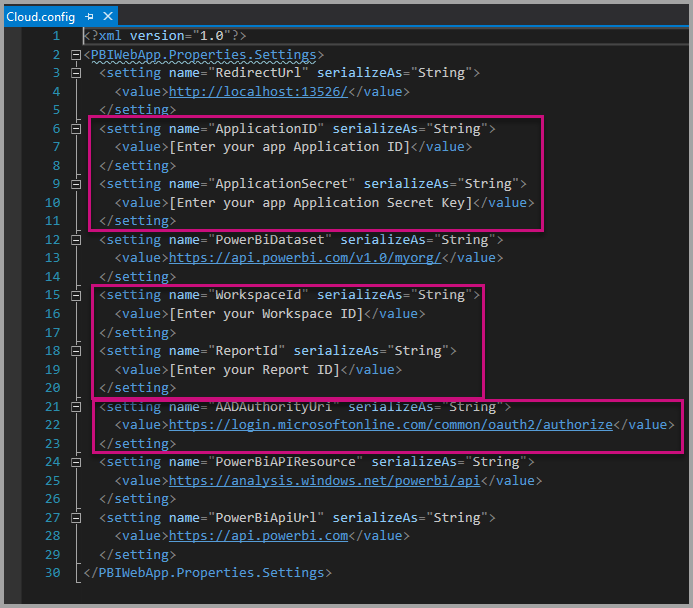 Cloud.config
1 <?xml version="1.0"?>
2 <PBIWebApp.Properties.Settings>
3 <setting name="RedirectUrl" serializeAs="String">
4 <value>http://localhost:13526/</value>
5 </setting>
6 <setting name="ApplicationID" serializeAs="String">
7 <value>[Enter your app Application ID]</value>
8 </setting>
9 <setting name="ApplicationSecret" serializeAs="String">
10 <value>[Enter your app Application Secret Key]</value>
11 </setting>
12 <setting name="PowerBiDataset" serializeAs="String">
13 <value>https://api.powerbi.com/v1.0/myorg/</value>
14 </setting>
15 <setting name="WorkspaceId" serializeAs="String">
16 <value>[Enter your Workspace ID]</value>
17 </setting>
18 <setting name="ReportId" serializeAs="String">
19 <value>[Enter your Report ID]</value>
20 </setting>
21 <setting name="AADAuthorityUri" serializeAs="String">
22 <value>https://login.microsoftonline.com/common/oauth2/authorize</value>
23 </setting>
24 <setting name="PowerBiAPIResource" serializeAs="String">
25 <value>https://analysis.windows.net/powerbi/api</value>
26 </setting>
27 <setting name="PowerBiApiUrl" serializeAs="String">
28 <value>https://api.powerbi.com</value>
29 </setting>
30 </PBIWebApp.Properties.Settings>